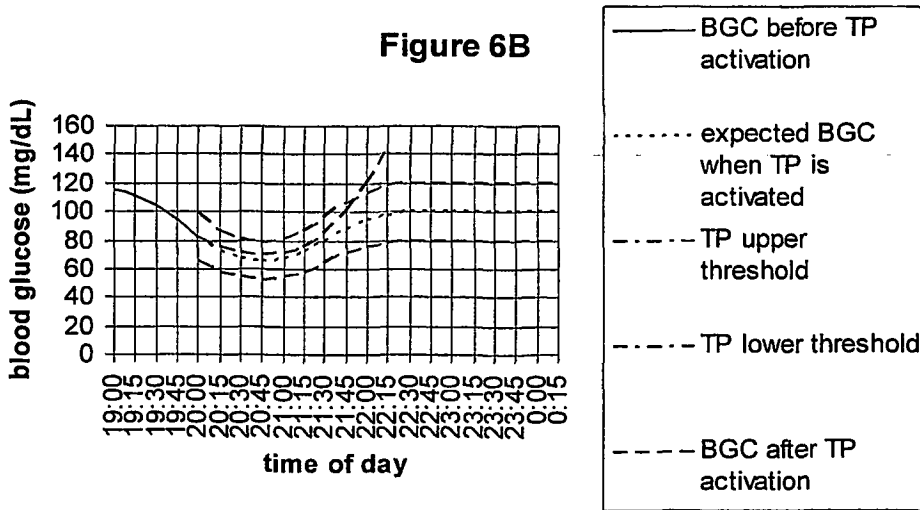 Figure 6B
blood glucose (mg/dL)
160
140
120
100
80
60
40
20
0
19:00
19:15
19:30
19:45
20:00
20:15
20:30
20:45
21:00
21:15
21:30
21:45
22:00
22:15
22:30
22:45
23:00
23:15
23:30
23:45
0:00
0:15
time of day
BGC before TP
activation
expected BGC
when TP is
activated
TP upper
threshold
TP lower threshold
BGC after TP
activation